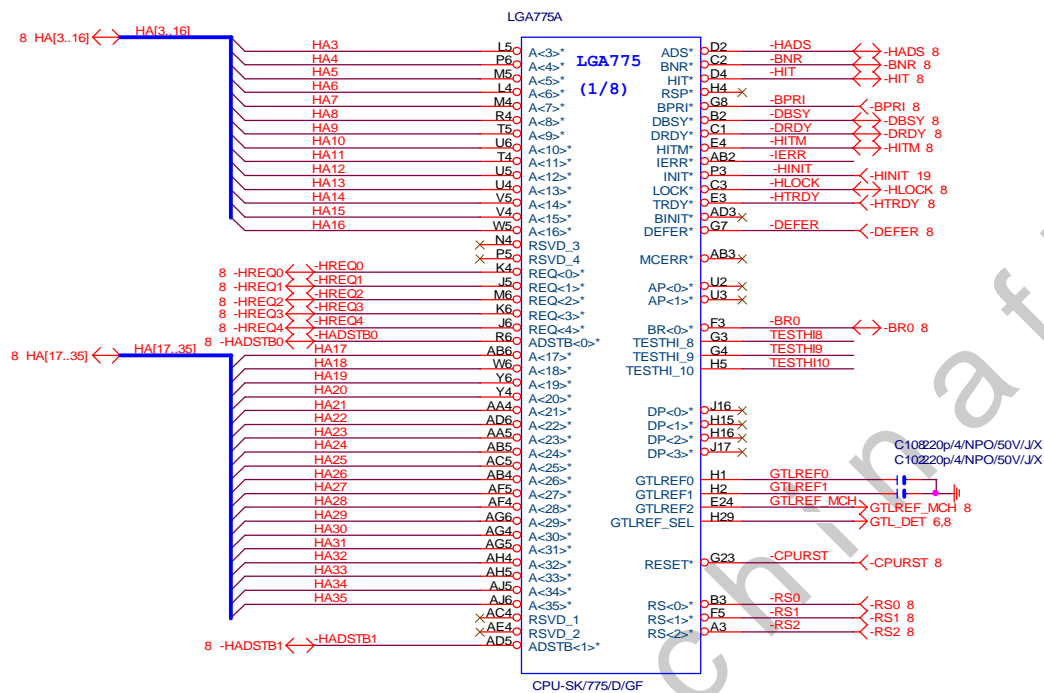 LGA775A
8 HA[3..16] HA[3..16]
LGA775
(1/8)
HA3 L5 A<3>* ADS* D2 -HADS -HADS 8
HA4 P6 A<4>* BNR* C2 -BNR -BNR 8
HA5 M5 A<5>* HIT* D4 -HIT -HIT 8
HA6 L4 A<6>* RSP* H4
HA7 M4 A<7>* BPRI* G8 -BPRI -BPRI 8
HA8 R4 A<8>* DBSY* B2 -DBSY -DBSY 8
HA9 T5 A<9>* DRDY* C1 -DRDY -DRDY 8
HA10 U6 A<10>* HITM* E4 -HITM -HITM 8
HA11 T4 A<11>* IERR* AB2 -IERR
HA12 U5 A<12>* INIT* P3 -HINIT -HINIT 19
HA13 U4 A<13>* LOCK* C3 -HLOCK -HLOCK 8
HA14 V5 A<14>* TRDY* E3 -HTRDY -HTRDY 8
HA15 V4 A<15>* BINIT* AD3
HA16 W5 A<16>* DEFER* G7 -DEFER -DEFER 8
N4 RSVD_3
P5 RSVD_4 MCERR* AB3
8 -HREQ0 -HREQ0 K4 REQ<0>*
8 -HREQ1 -HREQ1 J5 REQ<1>* AP<0>* U2
8 -HREQ2 -HREQ2 M6 REQ<2>* AP<1>* U3
8 -HREQ3 -HREQ3 K6 REQ<3>*
8 -HREQ4 -HREQ4 J6 REQ<4>* BR<0>* F3 -BR0 -BR0 8
8 -HADSTB0 -HADSTB0 R6 ADSTB<0>* TESTHI_8 G3 TESTHI8
8 HA[17..35] HA[17..35]
HA17 AB6 A<17>* TESTHI_9 G4 TESTHI9
HA18 W6 A<18>* TESTHI_10 H5 TESTHI10
HA19 Y6 A<19>*
HA20 Y4 A<20>*
HA21 AA4 A<21>* DP<0>* J16
HA22 AD6 A<22>* DP<1>* H15
HA23 AA5 A<23>* DP<2>* H16
HA24 AB5 A<24>* DP<3>* J17
C108 220p/4/NPO/50V/J/X
C102 220p/4/NPO/50V/J/X
HA25 AC5 A<25>*
HA26 AB4 A<26>* GTLREF0 H1 GTLREF0
HA27 AF5 A<27>* GTLREF1 H2 GTLREF1
HA28 AF4 A<28>* GTLREF2 E24 GTLREF_MCH GTLREF_MCH 8
HA29 AG6 A<29>* GTLREF_SEL H29 GTL_DET 6,8
HA30 AG4 A<30>*
HA31 AG5 A<31>*
HA32 AH4 A<32>* RESET* G23 -CPURST -CPURST 8
HA33 AH5 A<33>*
HA34 AJ5 A<34>*
HA35 AJ6 A<35>* RS<0>* B3 -RS0 -RS0 8
AC4 RSVD_1 RS<1>* F5 -RS1 -RS1 8
AE4 RSVD_2 RS<2>* A3 -RS2 -RS2 8
8 -HADSTB1 -HADSTB1 AD5 ADSTB<1>*
CPU-SK/775/D/GF
chinaf